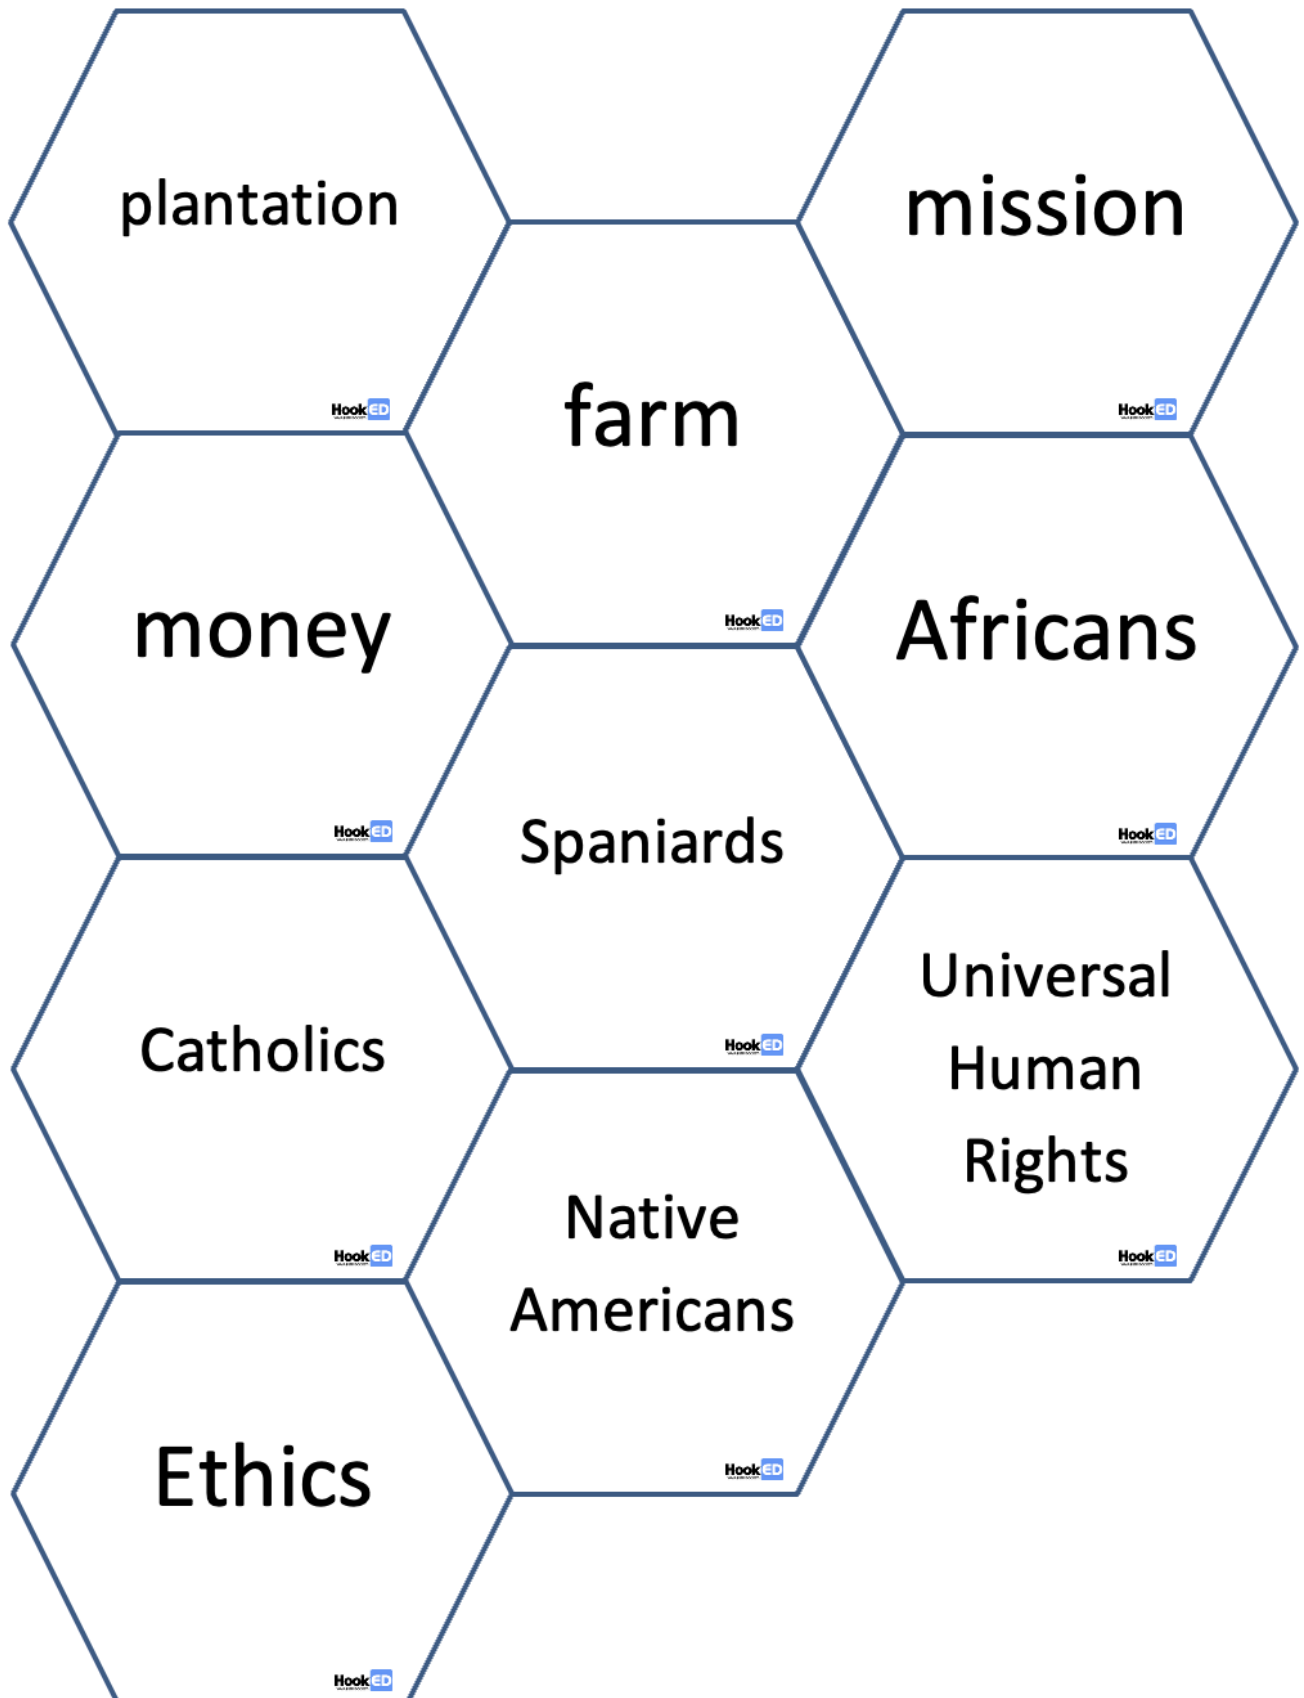 plantation
HookED
mission
HookED
farm
HookED
money
HookED
Africans
HookED
Spaniards
HookED
Catholics
HookED
Universal
Human
Rights
HookED
Native
Americans
HookED
Ethics
HookED